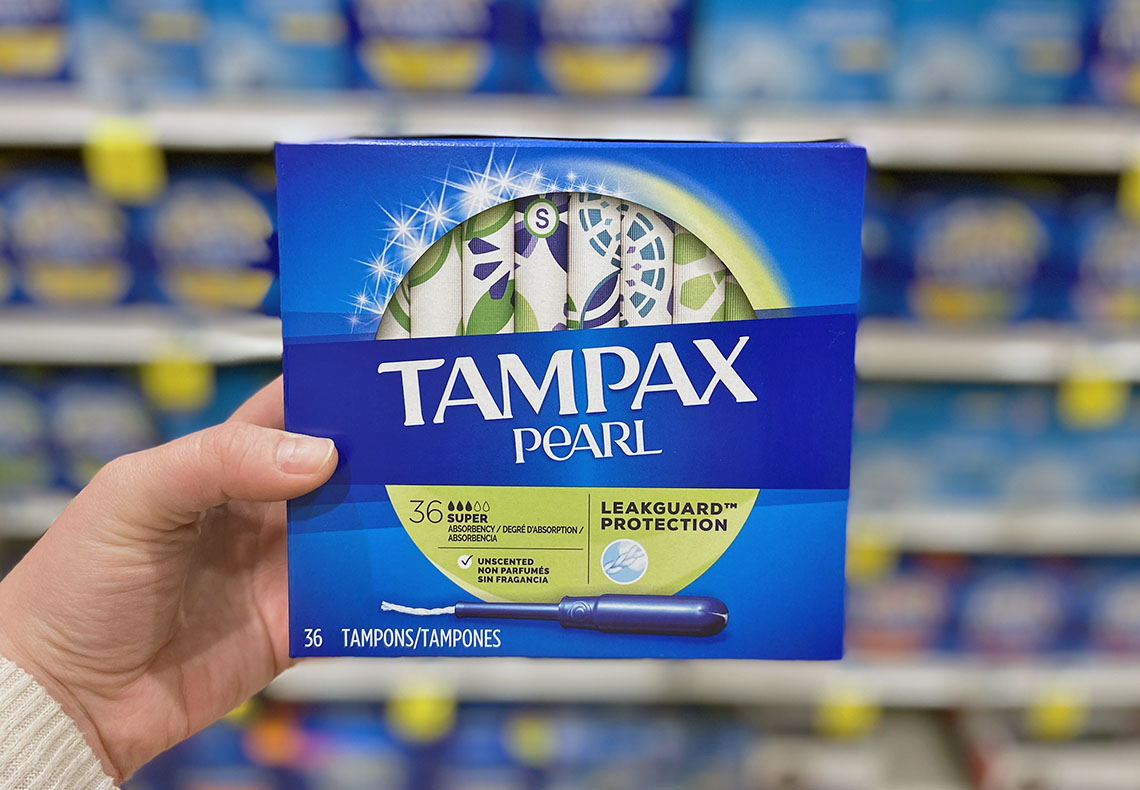 S
TAMPAX
PEARL
36
SUPER
ABSORBENCY / DEGRÉ D'ABSORPTION /
ABSORBENCIA
UNSCENTED
NON PARFUMÉS
SIN FRAGANCIA
LEAKGUARD™
PROTECTION
36 TAMPONS/TAMPONES